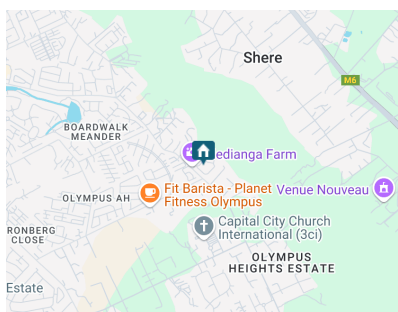 Shere
M6
BOARDWALK
MEANDER
edianga Farm
Fit Barista - Planet
Fitness Olympus
Venue Nouveau
OLYMPUS AH
Capital City Church
International (3ci)
RONBERG
CLOSE
OLYMPUS
HEIGHTS ESTATE
Estate